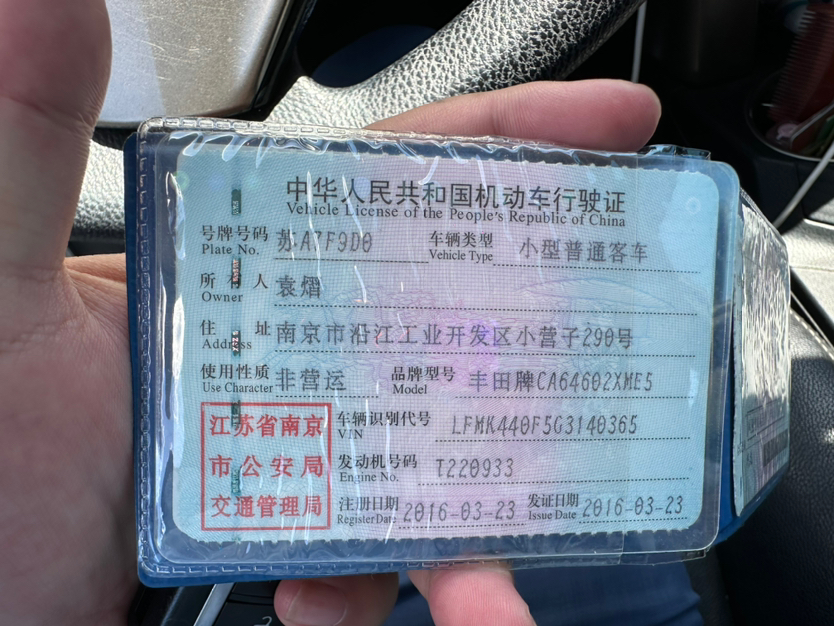 中华人民共和国机动车行驶证
Vehicle License of the People's Republic of China
号牌号码 苏A7F9D0 车辆类型 小型普通客车
Plate No. Vehicle Type
所有人 袁熠
Owner
住址 南京市沿江工业开发区小营子290号
Address
使用性质 非营运 品牌型号 丰田牌CA64602XME5
Use Character Model
江苏省南京
市公安局
交通管理局
车辆识别代号 LFMK440F5G3140365
VIN
发动机号码 T220933
Engine No.
注册日期 2016-03-23 发证日期 2016-03-23
Register Date Issue Date